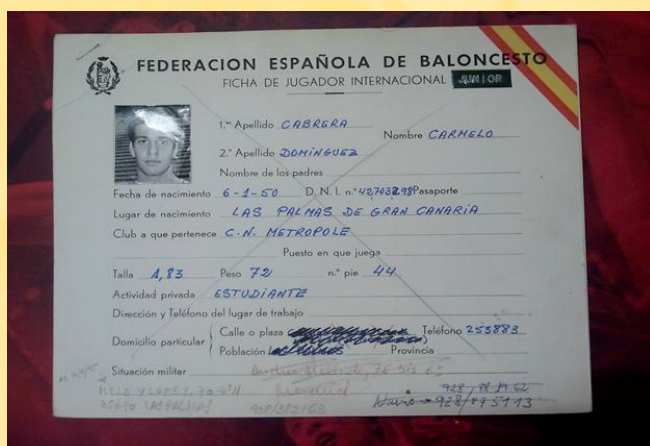 FEDERACION ESPAÑOLA DE BALONCESTO
FICHA DE JUGADOR INTERNACIONAL JUNIOR
1.er Apellido CABRERA
Nombre CARMELO
2.º Apellido DOMÍNGUEZ
Nombre de los padres
Fecha de nacimiento 6-1-50 D. N. I. n.º Pasaporte
Lugar de nacimiento LAS PALMAS DE GRAN CANARIA
Club a que pertenece C.N. METROPOLE
Puesto en que juega
Talla 1,83 Peso 72 n.º pie 44
Actividad privada ESTUDIANTE
Dirección y Teléfono del lugar de trabajo
Domicilio particular Calle o plaza Teléfono 253883
Población Provincia
Situación militar